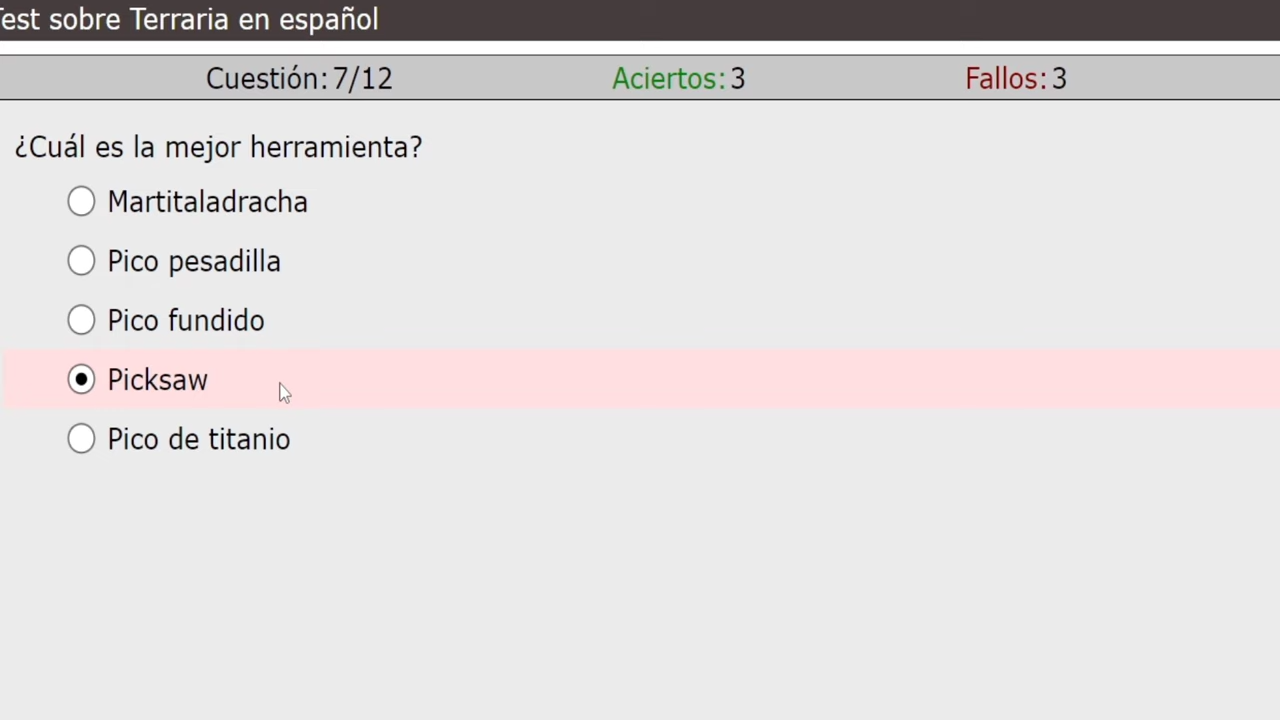 Test sobre Terraria en español
Cuestión: 7/12 Aciertos: 3 Fallos: 3
¿Cuál es la mejor herramienta?
Martitaladracha
Pico pesadilla
Pico fundido
Picksaw
Pico de titanio